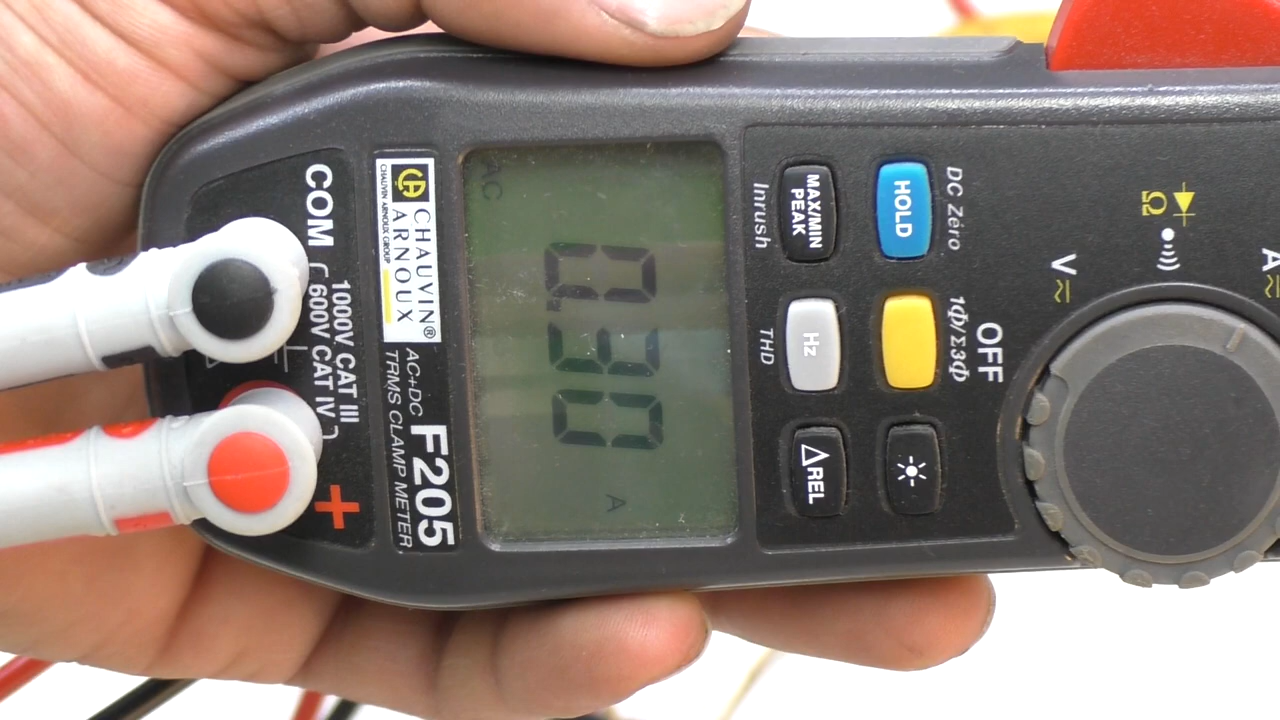 COM
1000V CAT III
600V CAT IV
+
CHAUVIN®
ARNOUX
CHAUVIN ARNOUX GROUP
AC+DC
F205
TRMS CLAMP METER
AC
0.30
A
MAX/MIN
PEAK
Inrush
HOLD
DC Zéro
Hz
THD
1Φ/Σ3Φ
ΔREL
OFF
V
Ω
A